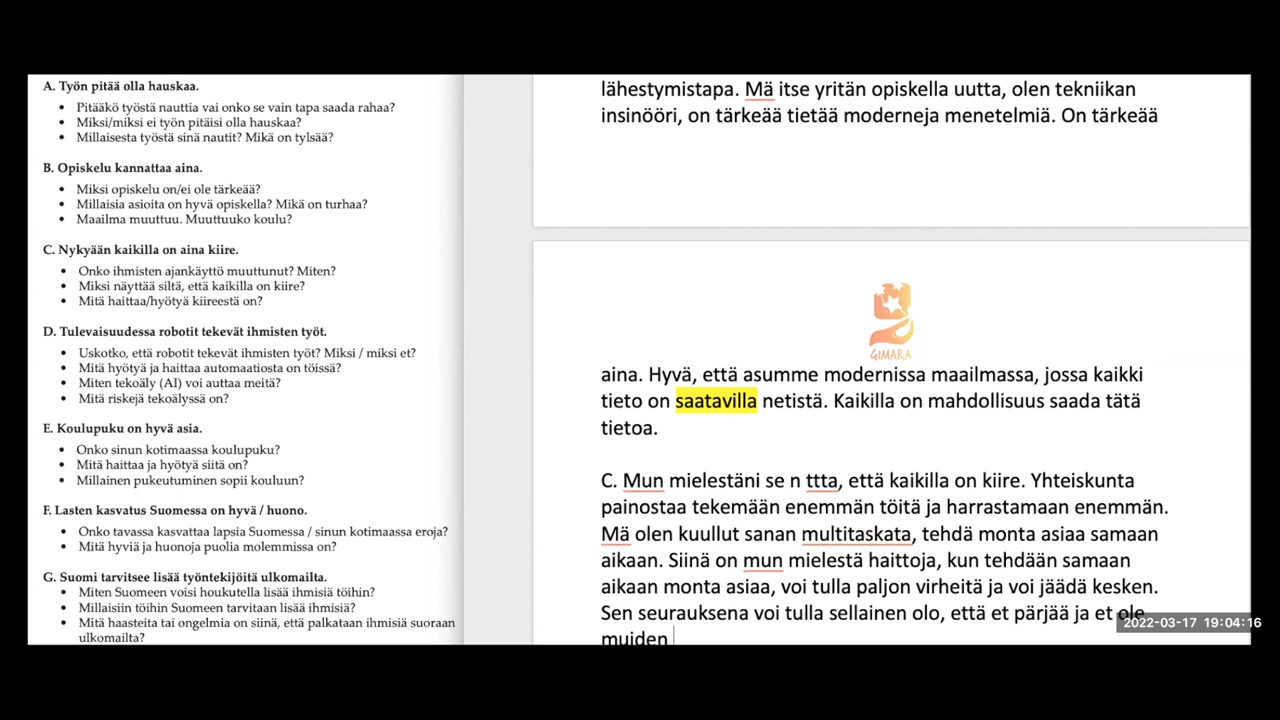 A. Työn pitää olla hauskaa.
• Pitääkö työstä nauttia vai onko se vain tapa saada rahaa?
• Miksi/miksi ei työn pitäisi olla hauskaa?
• Millaisesta työstä sinä nautit? Mikä on tylsää?
B. Opiskelu kannattaa aina.
• Miksi opiskelu on/ei ole tärkeää?
• Millaisia asioita on hyvä opiskella? Mikä on turhaa?
• Maailma muuttuu. Muuttuuko koulu?
C. Nykyään kaikilla on aina kiire.
• Onko ihmisten ajankäyttö muuttunut? Miten?
• Miksi näyttää siltä, että kaikilla on kiire?
• Mitä haittaa/hyötyä kiireestä on?
D. Tulevaisuudessa robotit tekevät ihmisten työt.
• Uskotko, että robotit tekevät ihmisten työt? Miksi / miksi et?
• Mitä hyötyä ja haittaa automaatiosta on töissä?
• Miten tekoäly (AI) voi auttaa meitä?
• Mitä riskejä tekoälyssä on?
E. Koulupuku on hyvä asia.
• Onko sinun kotimaassa koulupuku?
• Mitä haittaa ja hyötyä siitä on?
• Millainen pukeutuminen sopii kouluun?
F. Lasten kasvatus Suomessa on hyvä / huono.
• Onko tavassa kasvattaa lapsia Suomessa / sinun kotimaassa eroja?
• Mitä hyviä ja huonoja puolia molemmissa on?
G. Suomi tarvitsee lisää työntekijöitä ulkomailta.
• Miten Suomeen voisi houkutella lisää ihmisiä töihin?
• Millaisiin töihin Suomeen tarvitaan lisää ihmisiä?
• Mitä haasteita tai ongelmia on siinä, että palkataan ihmisiä suoraan
ulkomailta?
lähestymistapa. Mä itse yritän opiskella uutta, olen tekniikan
insinööri, on tärkeää tietää moderneja menetelmiä. On tärkeää
GIMARA
aina. Hyvä, että asumme modernissa maailmassa, jossa kaikki
tieto on saatavilla netistä. Kaikilla on mahdollisuus saada tätä
tietoa.
C. Mun mielestäni se n ttta, että kaikilla on kiire. Yhteiskunta
painostaa tekemään enemmän töitä ja harrastamaan enemmän.
Mä olen kuullut sanan multitaskata, tehdä monta asiaa samaan
aikaan. Siinä on mun mielestä haittoja, kun tehdään samaan
aikaan monta asiaa, voi tulla paljon virheitä ja voi jäädä kesken.
Sen seurauksena voi tulla sellainen olo, että et pärjää ja et ole
muiden
2022-03-17 19:04:16